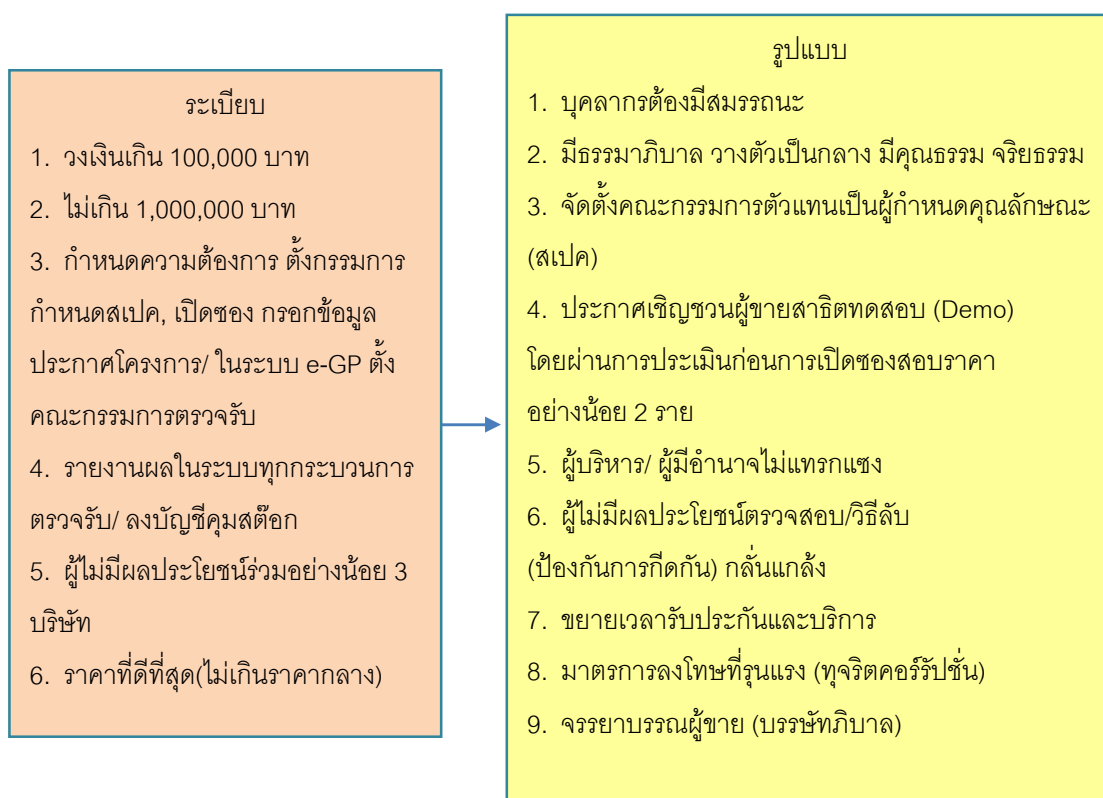 ระเบียบ
1. วงเงินเกิน 100,000 บาท
2. ไม่เกิน 1,000,000 บาท
3. กำหนดความต้องการ ตั้งกรรมการ
กำหนดสเปค, เปิดซอง กรอกข้อมูล
ประกาศโครงการ/ ในระบบ e-GP ตั้ง
คณะกรรมการตรวจรับ
4. รายงานผลในระบบทุกกระบวนการ
ตรวจรับ/ ลงบัญชีคุมสต๊อก
5. ผู้ไม่มีผลประโยชน์ร่วมอย่างน้อย 3
บริษัท
6. ราคาที่ดีที่สุด(ไม่เกินราคากลาง)
รูปแบบ
1. บุคลากรต้องมีสมรรถนะ
2. มีธรรมาภิบาล วางตัวเป็นกลาง มีคุณธรรม จริยธรรม
3. จัดตั้งคณะกรรมการตัวแทนเป็นผู้กำหนดคุณลักษณะ
(สเปค)
4. ประกาศเชิญชวนผู้ขายสาธิตทดสอบ (Demo)
โดยผ่านการประเมินก่อนการเปิดซองสอบราคา
อย่างน้อย 2 ราย
5. ผู้บริหาร/ ผู้มีอำนาจไม่แทรกแซง
6. ผู้ไม่มีผลประโยชน์ตรวจสอบ/วิธีลับ
(ป้องกันการกีดกัน) กลั่นแกล้ง
7. ขยายเวลารับประกันและบริการ
8. มาตรการลงโทษที่รุนแรง (ทุจริตคอร์รัปชั่น)
9. จรรยาบรรณผู้ขาย (บรรษัทภิบาล)